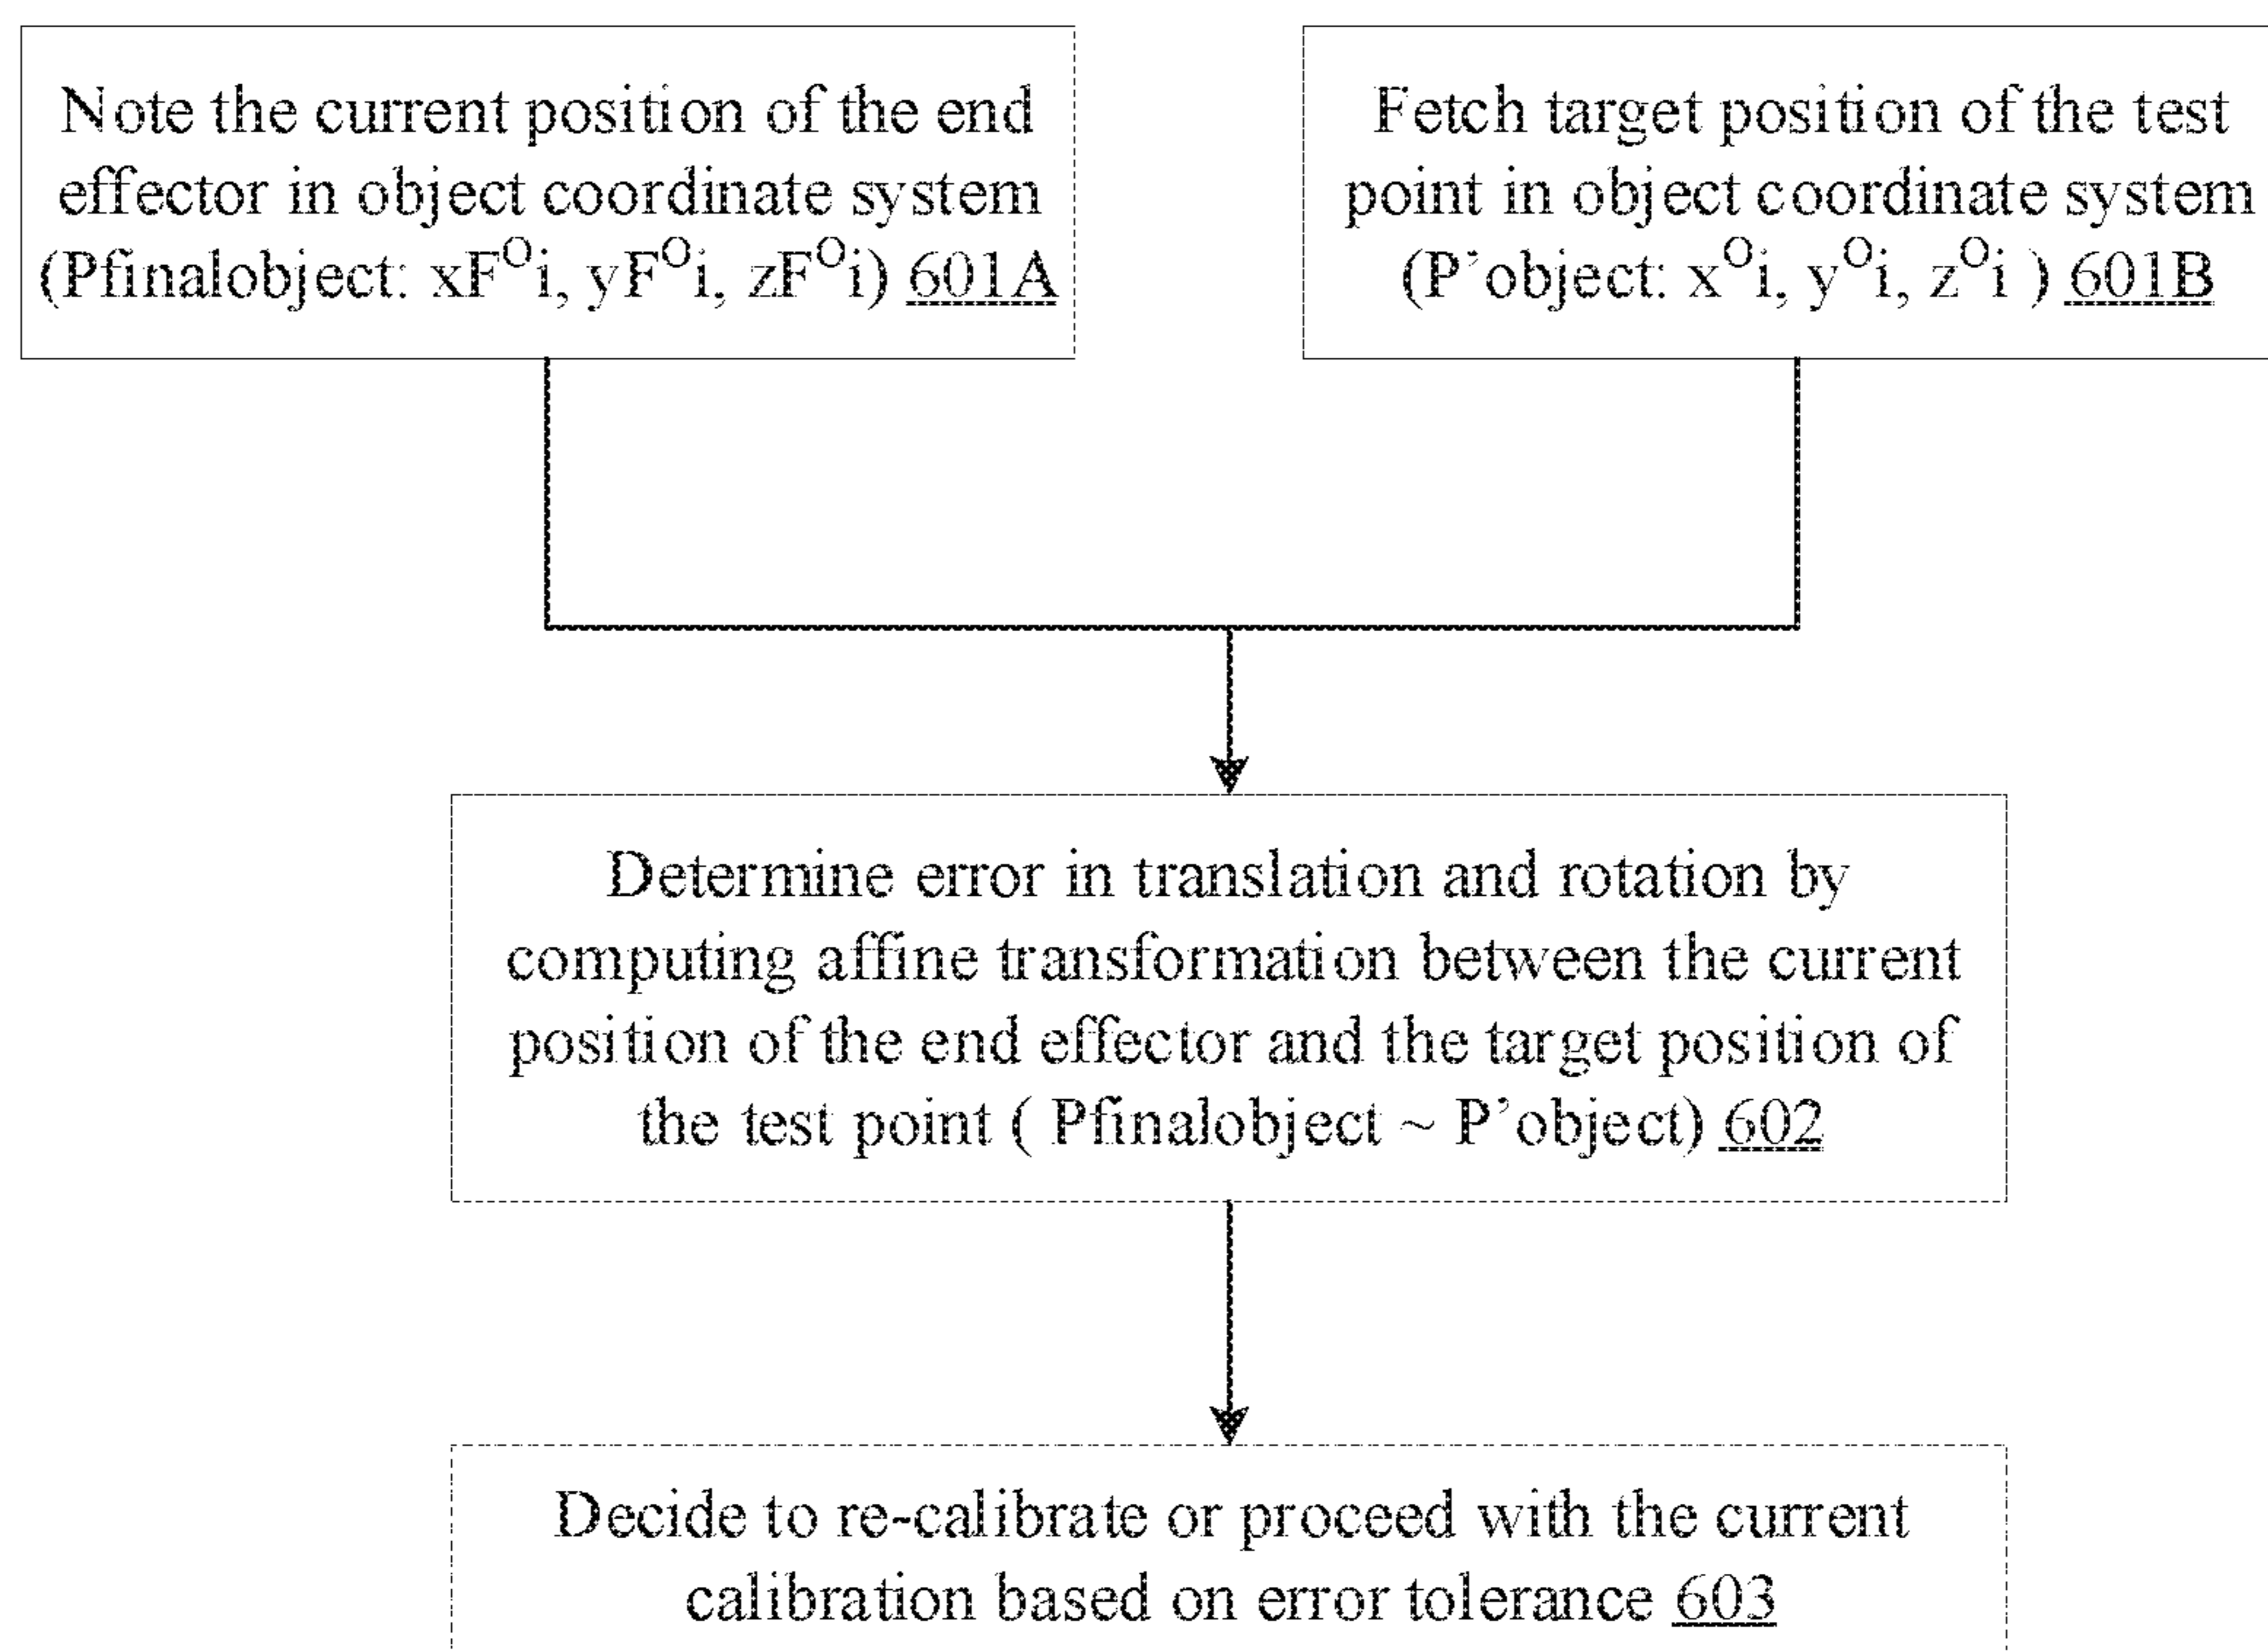 Note the current position of the end
effector in object coordinate system
(Pfinalobject: xF^Oi, yF^Oi, zF^Oi) 601A
Fetch target position of the test
point in object coordinate system
(P’object: x^Oi, y^Oi, z^Oi ) 601B
Determine error in translation and rotation by
computing affine transformation between the current
position of the end effector and the target position of
the test point ( Pfinalobject ~ P’object) 602
Decide to re-calibrate or proceed with the current
calibration based on error tolerance 603